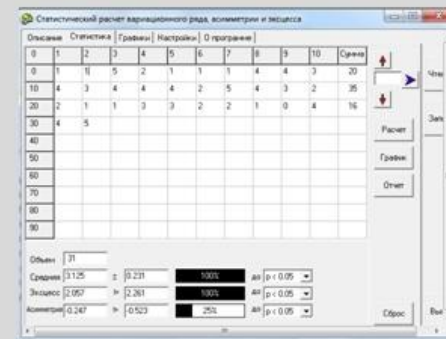 Статистический расчет вариационного ряда, асимметрии и эксцесса
Описание Статистика Графики Настройки О программе
0 1 2 3 4 5 6 7 8 9 10 Сумма
0 1 1 5 2 1 1 1 4 4 3 20
10 4 3 4 4 4 2 5 4 3 2 35
20 2 1 1 3 3 2 2 1 0 4 16
30 4 5
40
50
60
70
80
90
Расчет
График
Отчет
Объем 31
Средняя 3.125 ± 0.231 100% до p < 0.05
Эксцесс 2.057 > 2.261 100% до p < 0.05
Асимметрия -0.247 > -0.523 25% до p < 0.05
Сброс